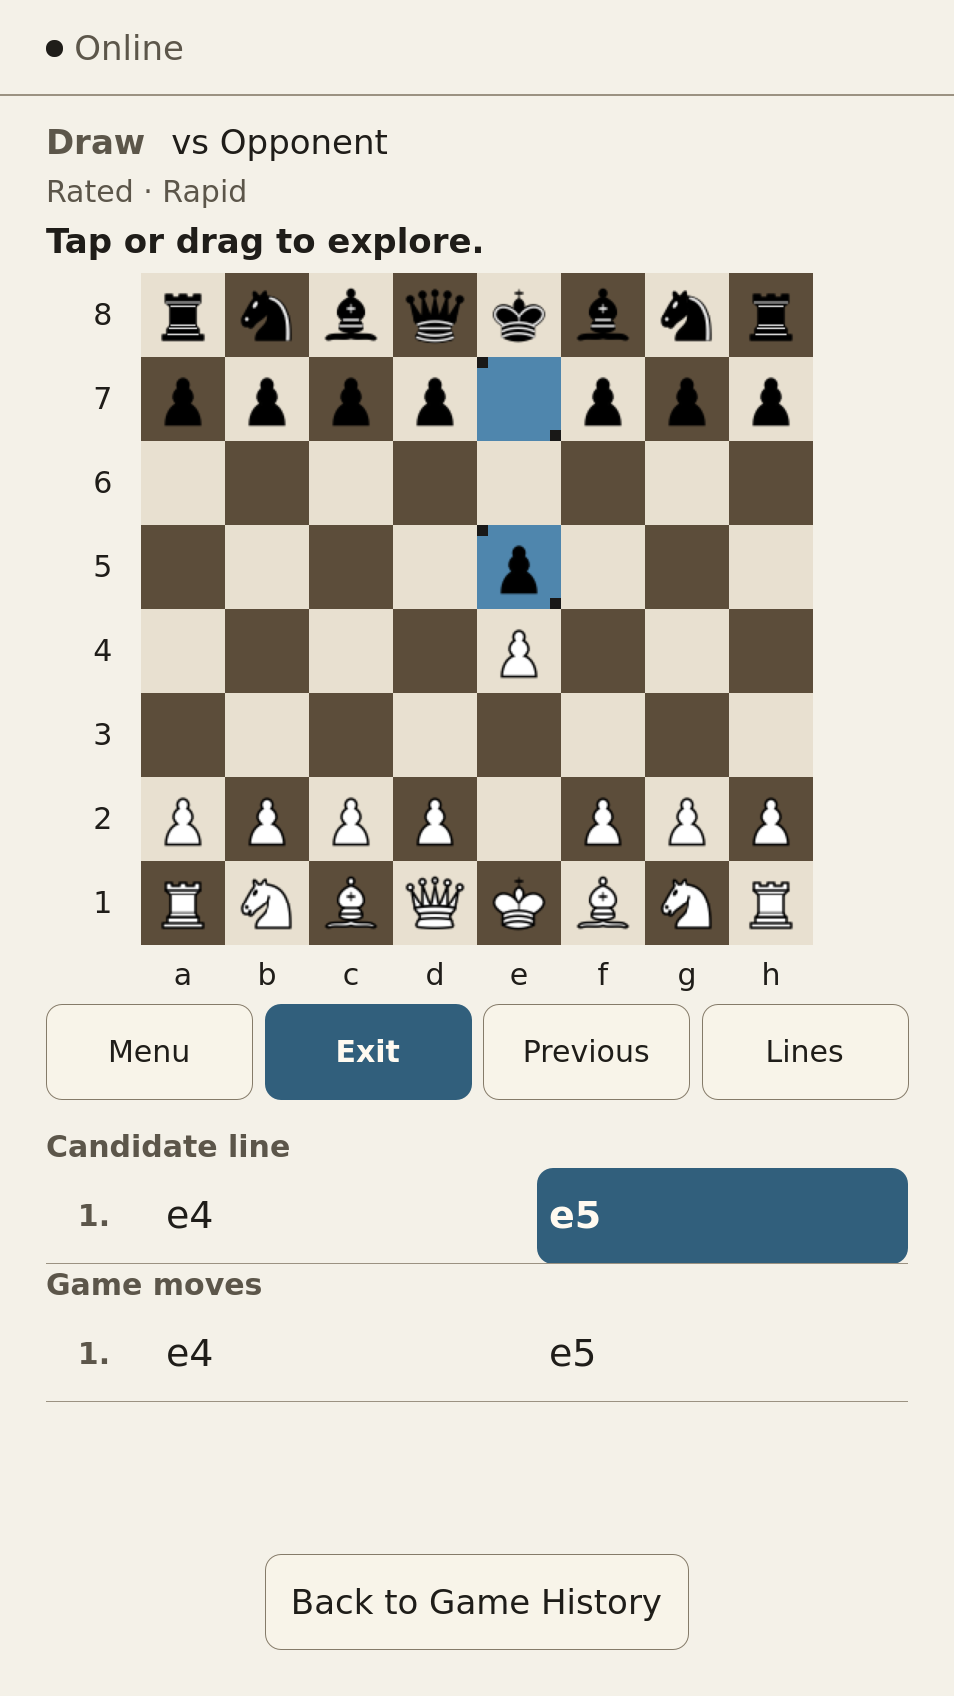 Online
Draw vs Opponent
Rated · Rapid
Tap or drag to explore.
8
7
6
5
4
3
2
1
a b c d e f g h
Menu Exit Previous Lines
Candidate line
1. e4 e5
Game moves
1. e4 e5
Back to Game History